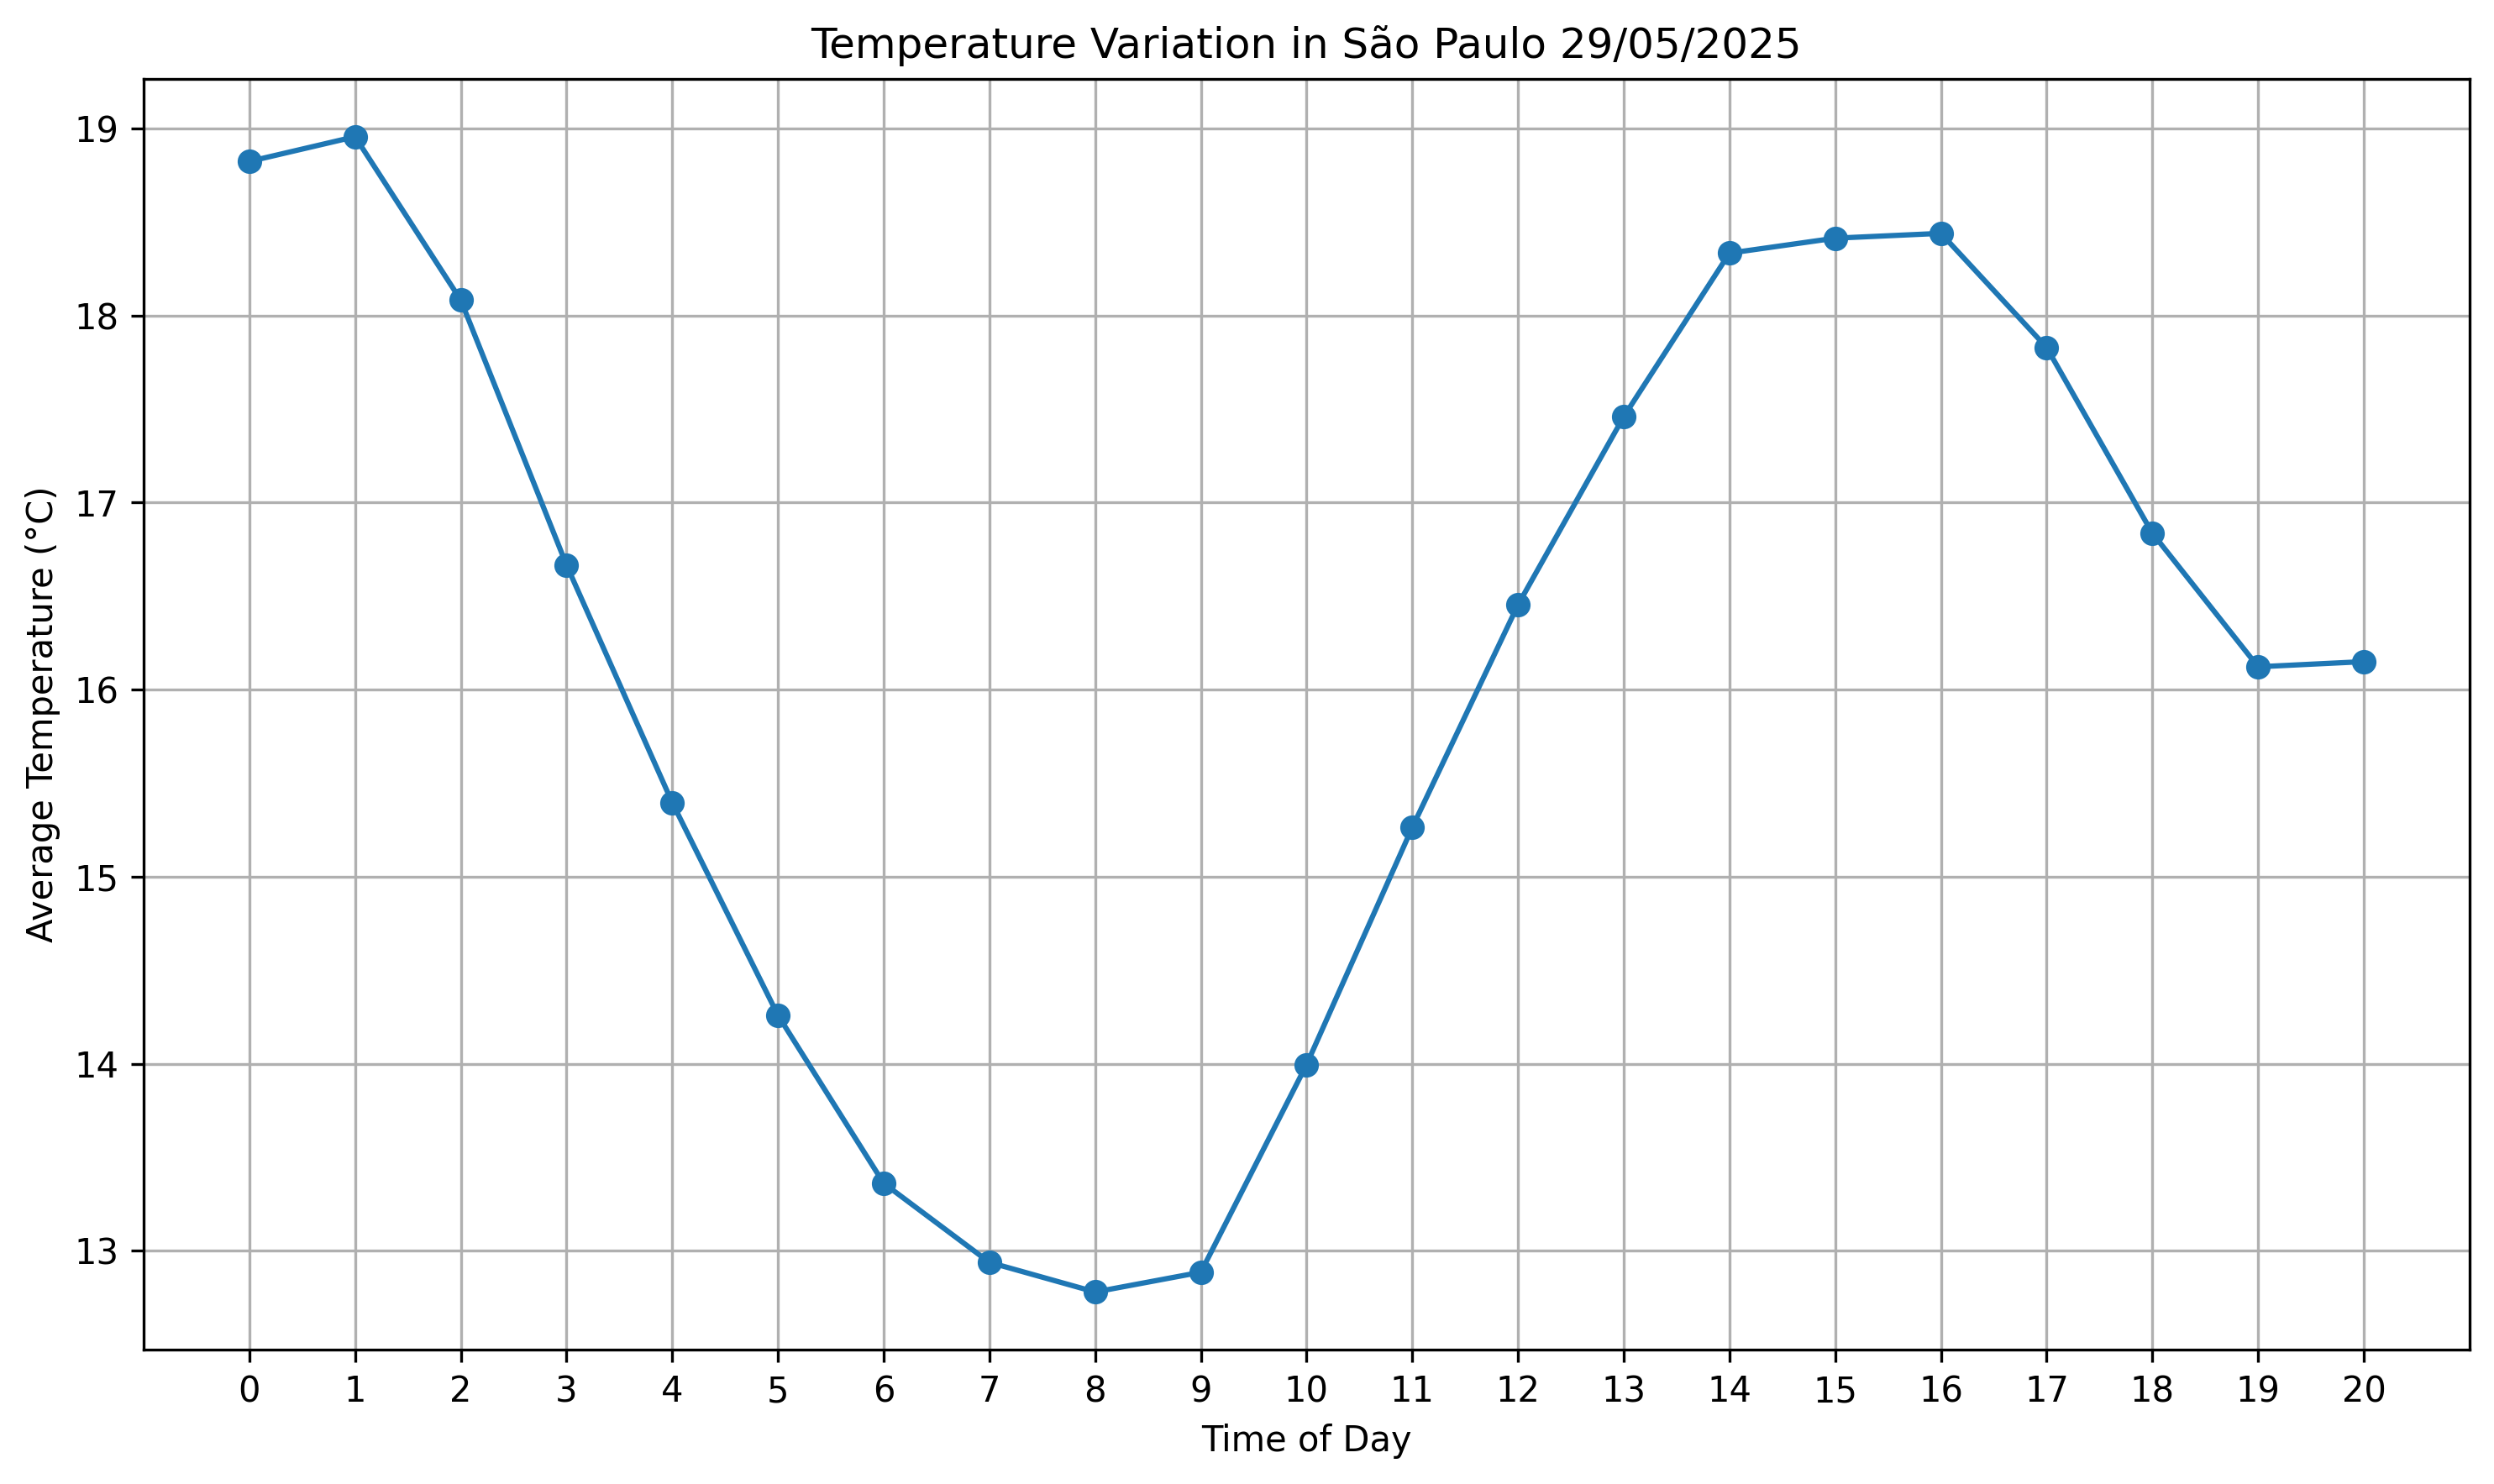 Temperature Variation in São Paulo 29/05/2025
19
18
17
16
15
14
13
Average Temperature (°C)
0 1 2 3 4 5 6 7 8 9 10 11 12 13 14 15 16 17 18 19 20
Time of Day